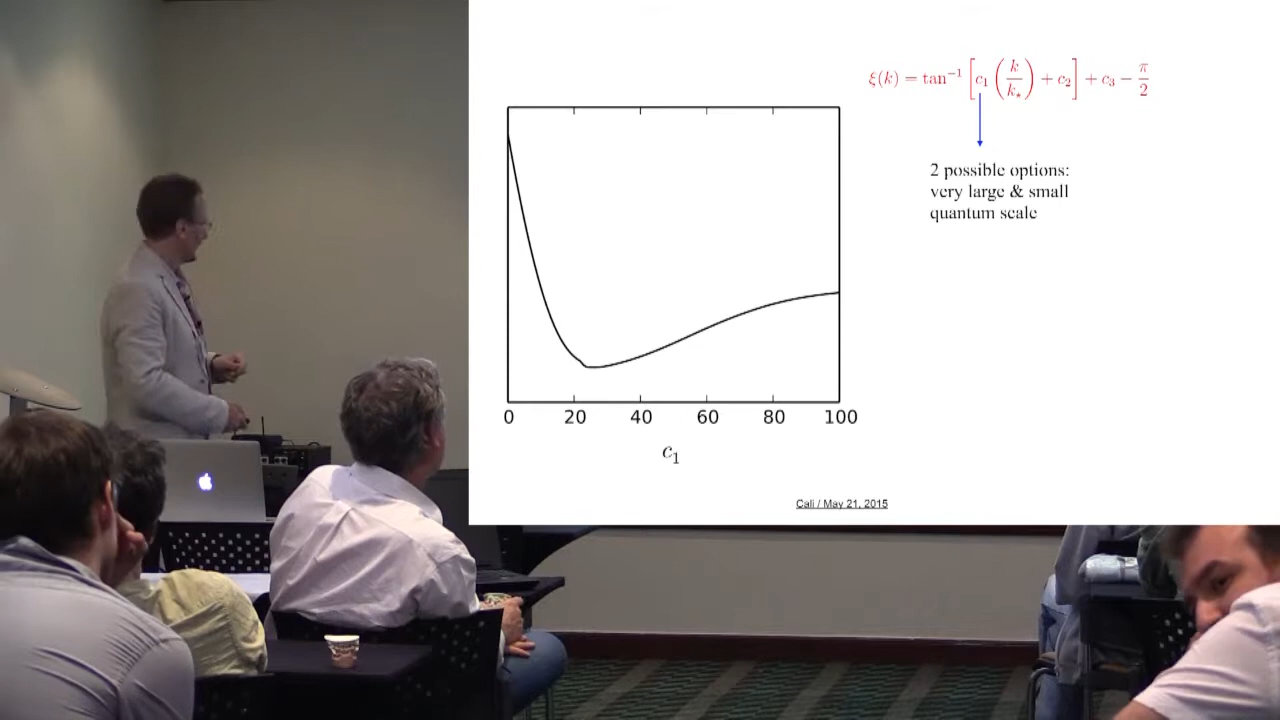 ξ(k) = tan⁻¹ [c₁ (k/k⋆) + c₂] + c₃ − π/2
2 possible options:
very large & small
quantum scale
0 20 40 60 80 100
c₁
Cali / May 21, 2015